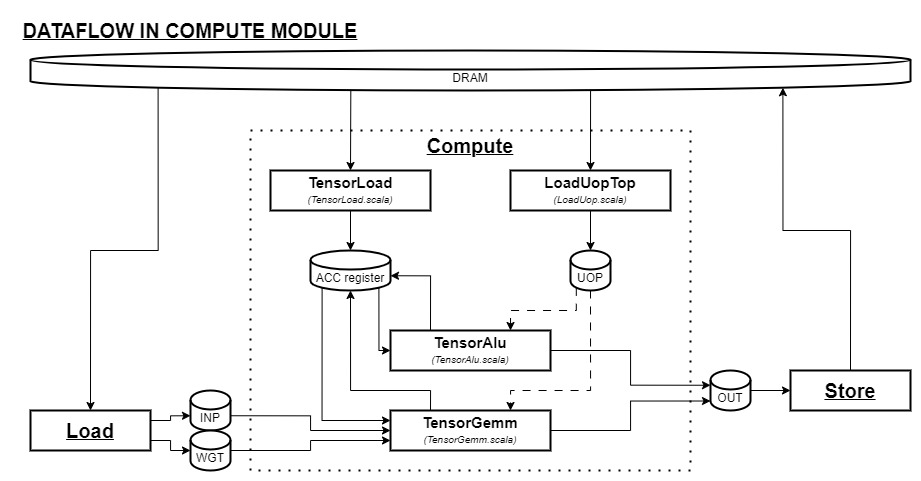 DATAFLOW IN COMPUTE MODULE
DRAM
Compute
TensorLoad
(TensorLoad.scala)
LoadUopTop
(LoadUop.scala)
ACC register
UOP
TensorAlu
(TensorAlu.scala)
OUT
Store
INP
Load
TensorGemm
(TensorGemm.scala)
WGT